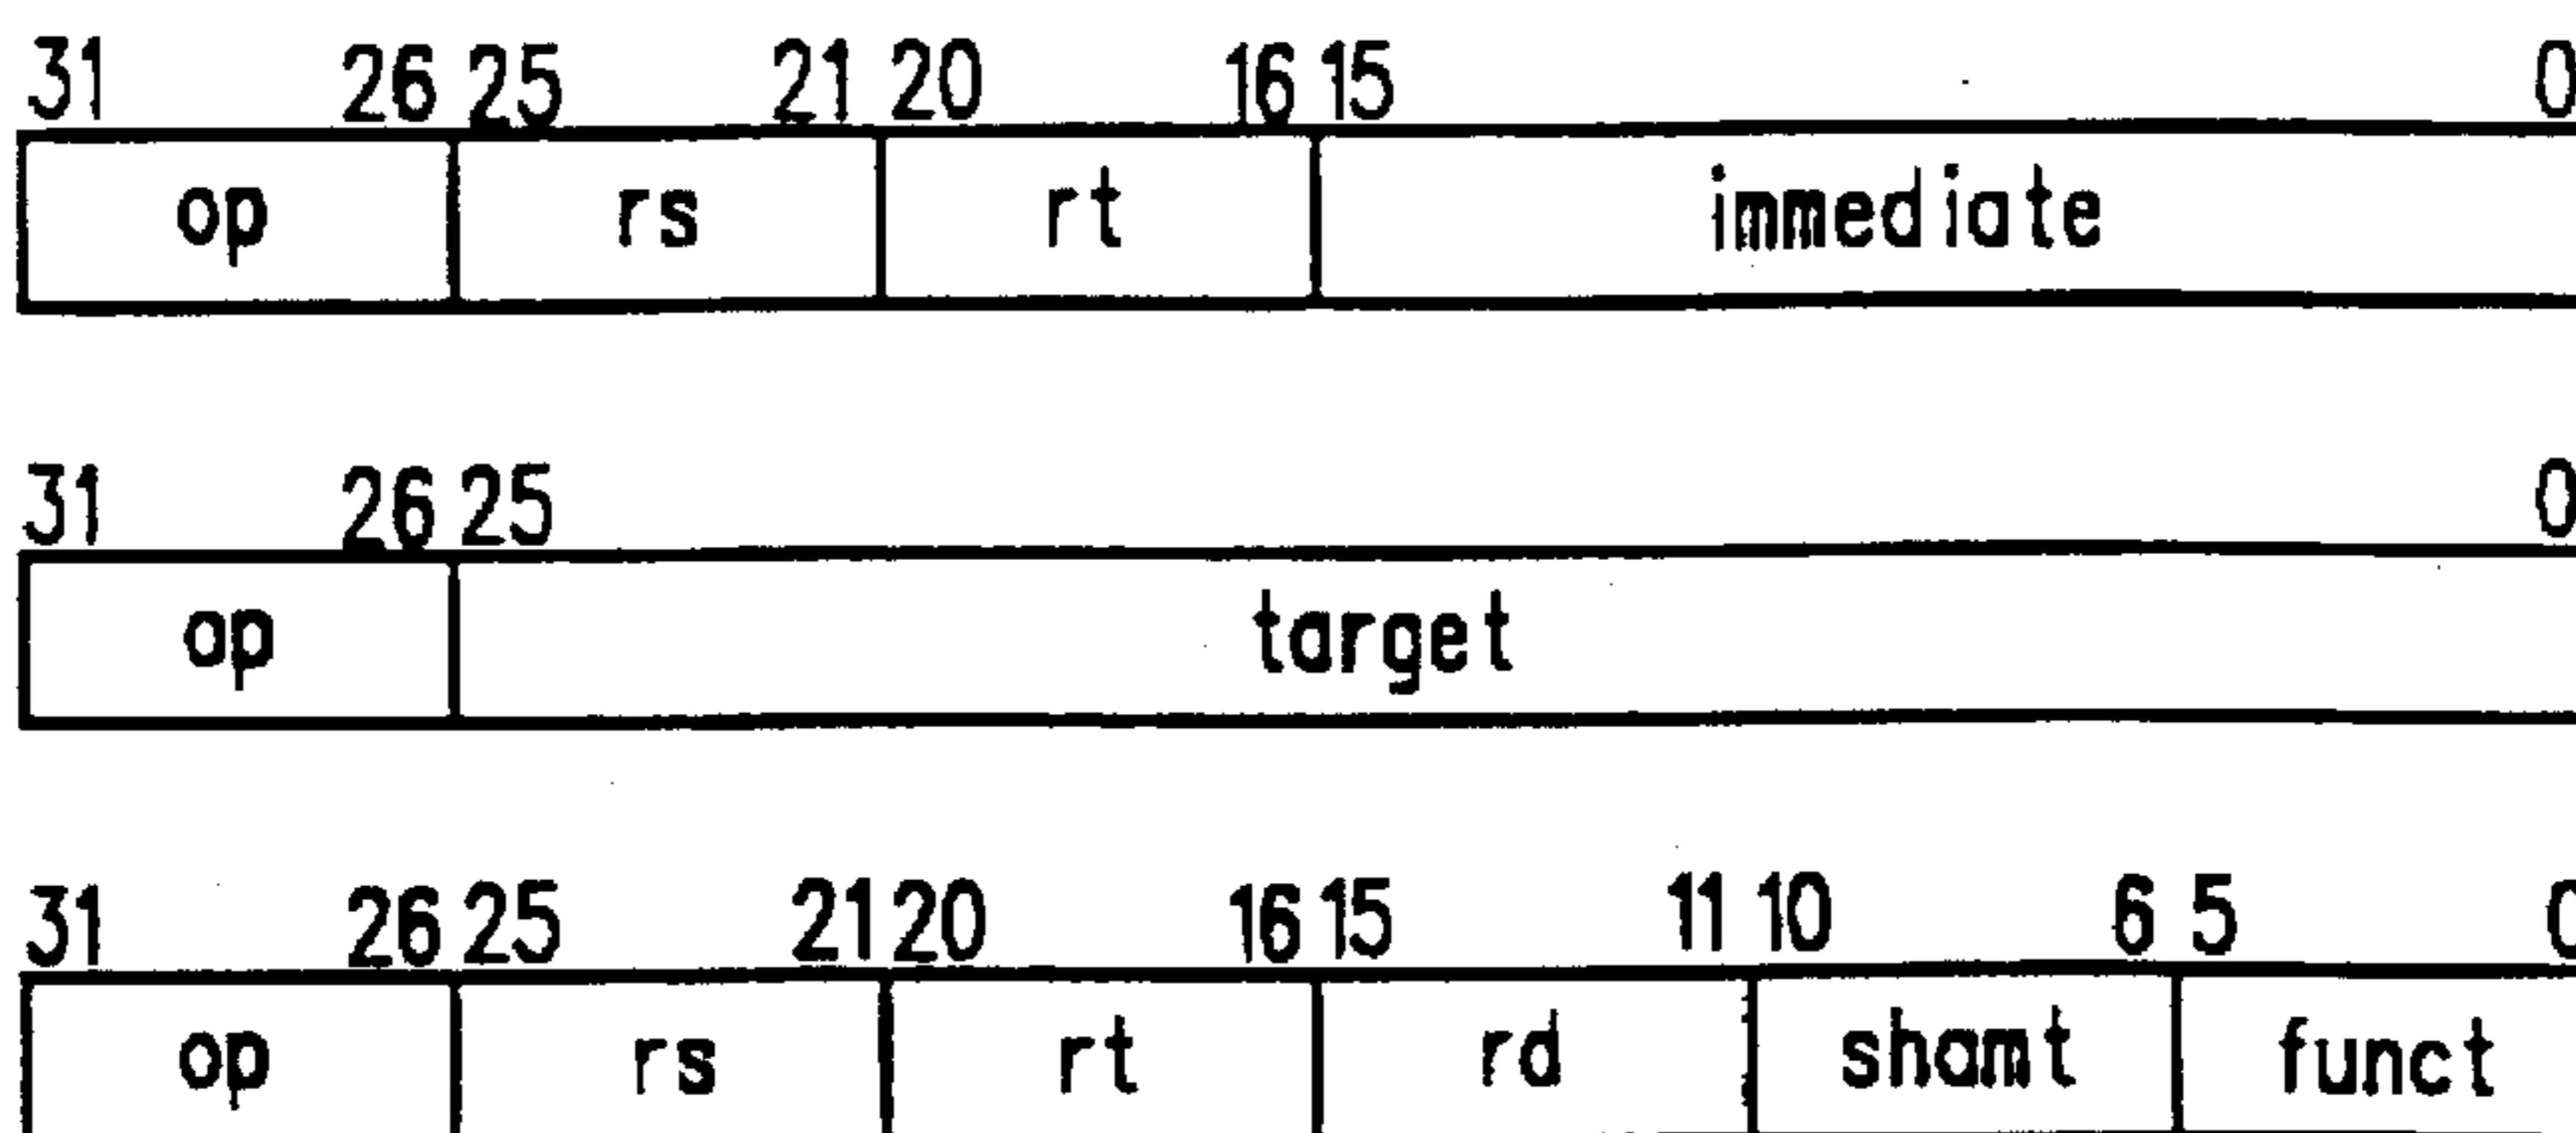 31 26 25 21 20 16 15 0
op rs rt immediate
31 26 25 0
op target
31 26 25 21 20 16 15 11 10 6 5 0
op rs rt rd shamt funct